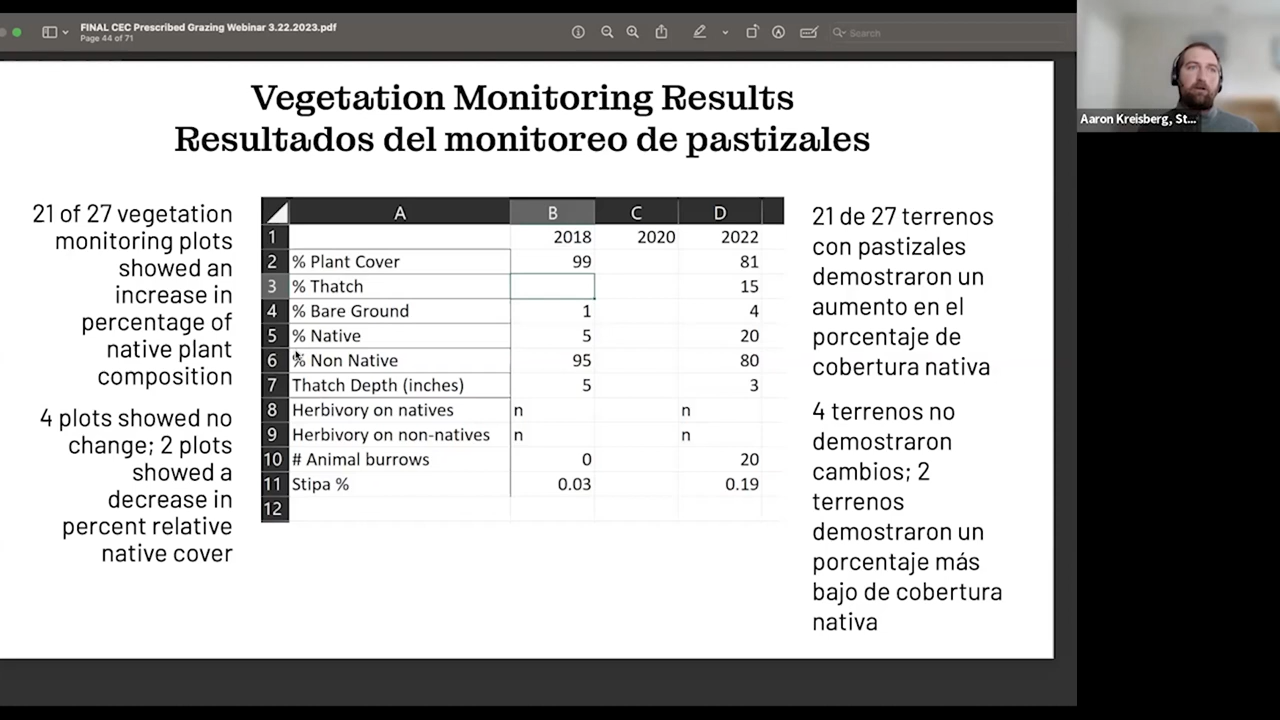 FINAL CEC Prescribed Grazing Webinar 3.22.2023.pdf
Page 44 of 71
Search
Aaron Kreisberg, St...
Vegetation Monitoring Results
Resultados del monitoreo de pastizales
21 of 27 vegetation
monitoring plots
showed an
increase in
percentage of
native plant
composition
4 plots showed no
change; 2 plots
showed a
decrease in
percent relative
native cover
A B C D
1 2018 2020 2022
2 % Plant Cover 99 81
3 % Thatch 15
4 % Bare Ground 1 4
5 % Native 5 20
6 % Non Native 95 80
7 Thatch Depth (inches) 5 3
8 Herbivory on natives n n
9 Herbivory on non-natives n n
10 # Animal burrows 0 20
11 Stipa % 0.03 0.19
12
21 de 27 terrenos
con pastizales
demostraron un
aumento en el
porcentaje de
cobertura nativa
4 terrenos no
demostraron
cambios; 2
terrenos
demostraron un
porcentaje más
bajo de cobertura
nativa